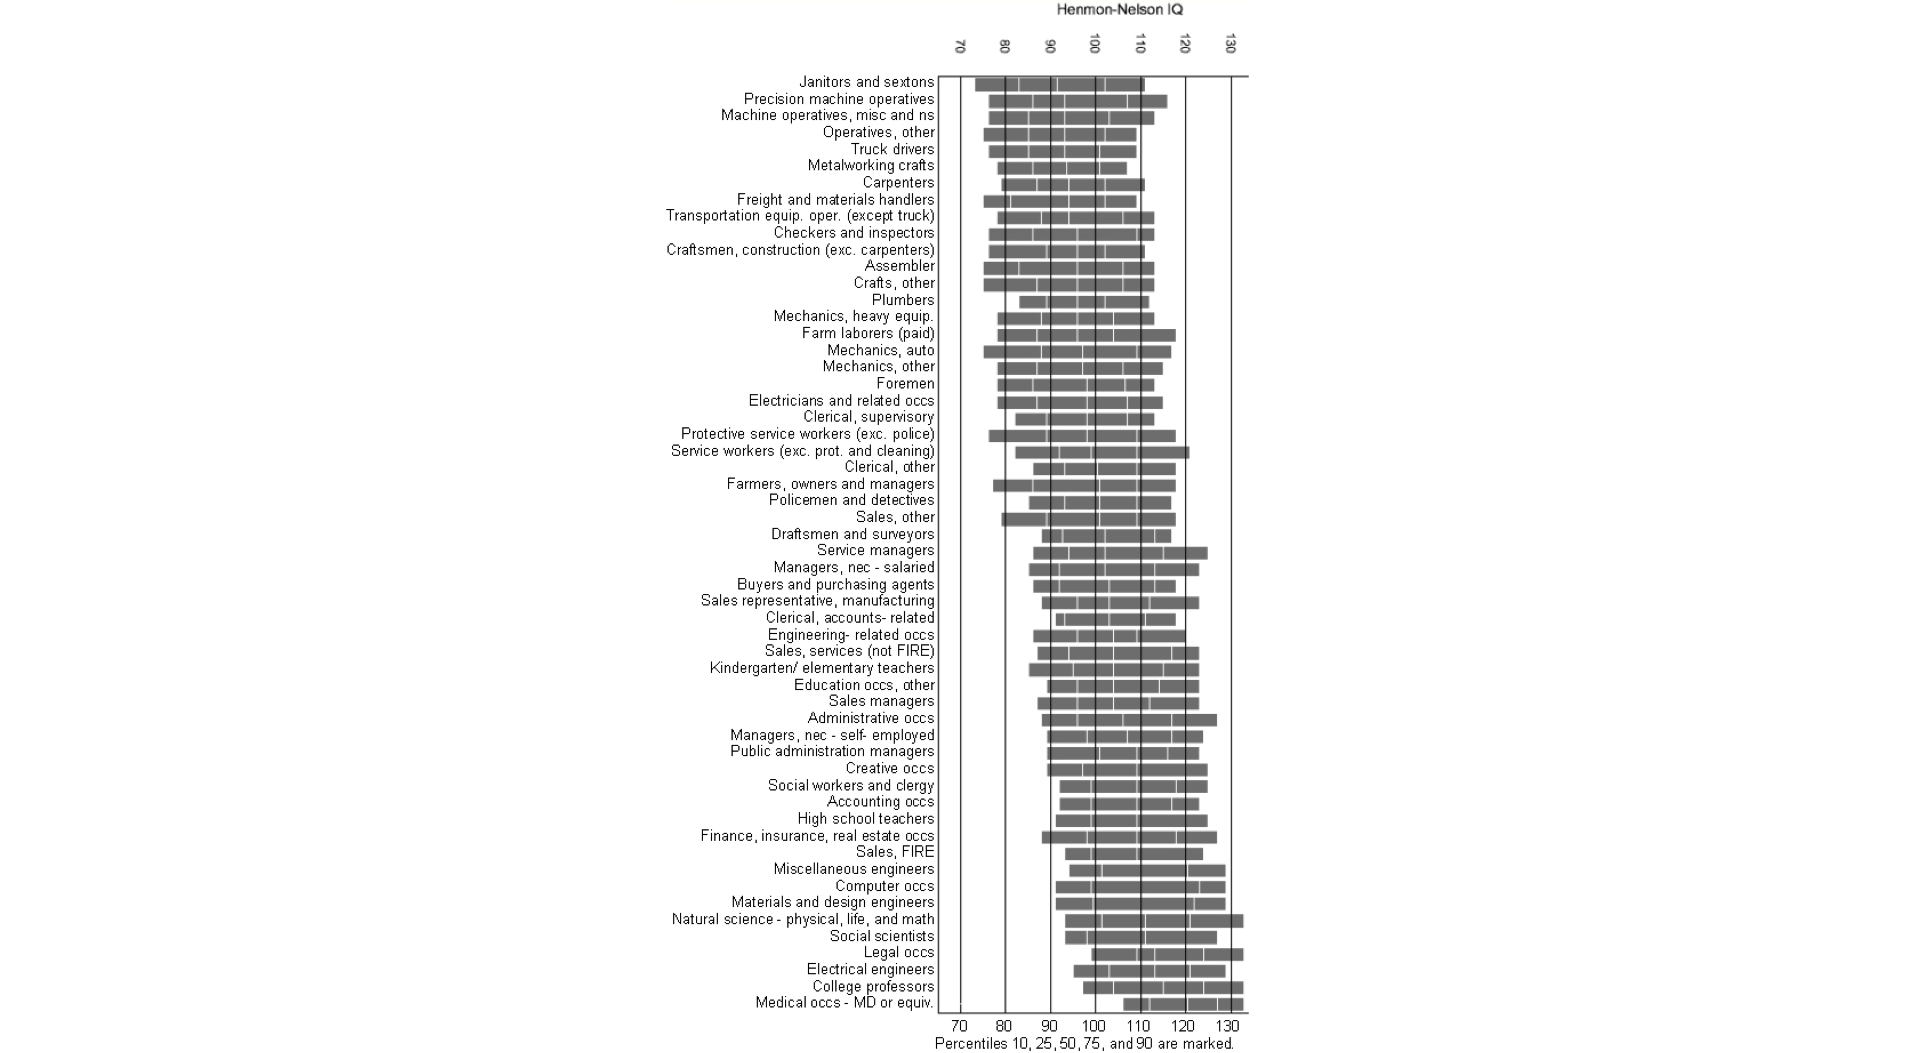 Henmon-Nelson IQ
70 80 90 100 110 120 130
Janitors and sextons
Precision machine operatives
Machine operatives, misc and ns
Operatives, other
Truck drivers
Metalworking crafts
Carpenters
Freight and materials handlers
Transportation equip. oper. (except truck)
Checkers and inspectors
Craftsmen, construction (exc. carpenters)
Assembler
Crafts, other
Plumbers
Mechanics, heavy equip.
Farm laborers (paid)
Mechanics, auto
Mechanics, other
Foremen
Electricians and related occs
Clerical, supervisory
Protective service workers (exc. police)
Service workers (exc. prot. and cleaning)
Clerical, other
Farmers, owners and managers
Policemen and detectives
Sales, other
Draftsmen and surveyors
Service managers
Managers, nec - salaried
Buyers and purchasing agents
Sales representative, manufacturing
Clerical, accounts- related
Engineering- related occs
Sales, services (not FIRE)
Kindergarten/ elementary teachers
Education occs, other
Sales managers
Administrative occs
Managers, nec - self- employed
Public administration managers
Creative occs
Social workers and clergy
Accounting occs
High school teachers
Finance, insurance, real estate occs
Sales, FIRE
Miscellaneous engineers
Computer occs
Materials and design engineers
Natural science - physical, life, and math
Social scientists
Legal occs
Electrical engineers
College professors
Medical occs - MD or equiv.
70 80 90 100 110 120 130
Percentiles 10, 25, 50, 75, and 90 are marked.